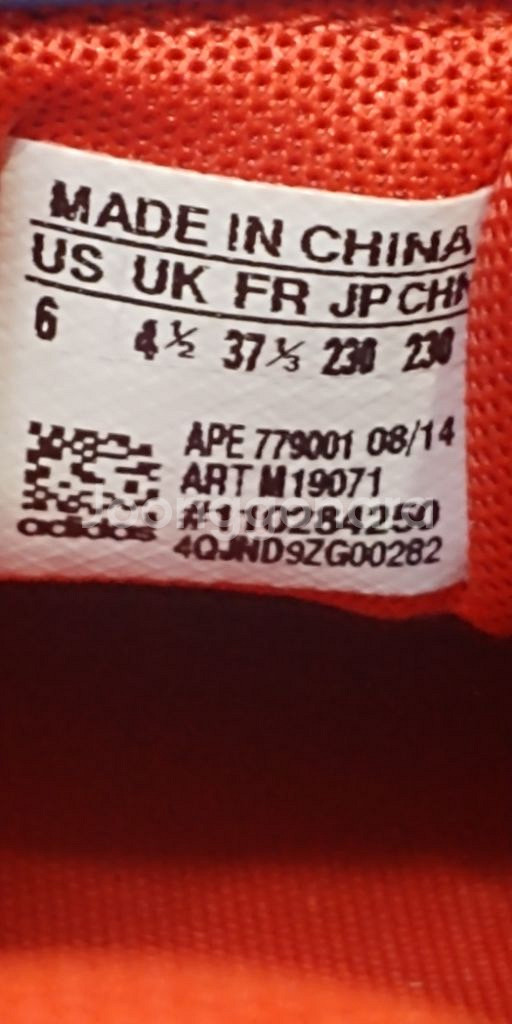 MADE IN CHINA
US UK FR JP CHN
6 4½ 37⅓ 230 230
APE 779001 08/14
ART M19071
adidas
4QJND9ZG00282